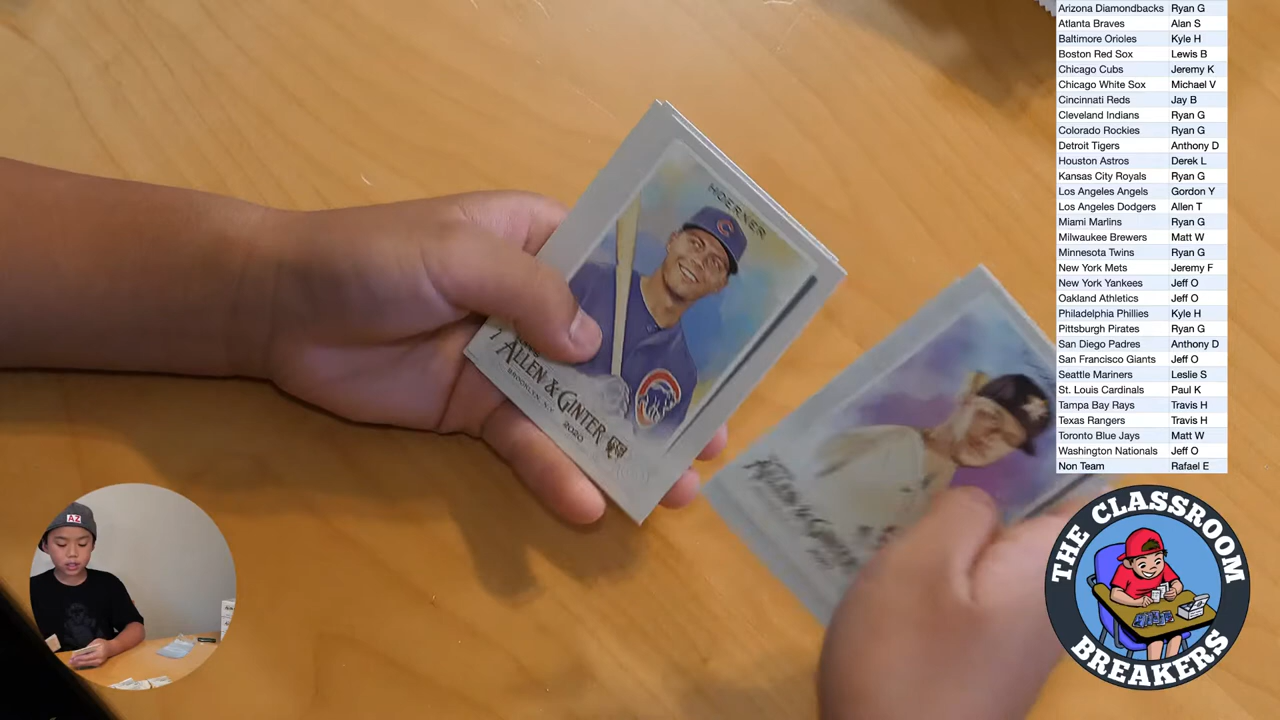 Arizona Diamondbacks Ryan G
Atlanta Braves Alan S
Baltimore Orioles Kyle H
Boston Red Sox Lewis B
Chicago Cubs Jeremy K
Chicago White Sox Michael V
Cincinnati Reds Jay B
Cleveland Indians Ryan G
Colorado Rockies Ryan G
Detroit Tigers Anthony D
Houston Astros Derek L
Kansas City Royals Ryan G
Los Angeles Angels Gordon Y
Los Angeles Dodgers Allen T
Miami Marlins Ryan G
Milwaukee Brewers Matt W
Minnesota Twins Ryan G
New York Mets Jeremy F
New York Yankees Jeff O
Oakland Athletics Jeff O
Philadelphia Phillies Kyle H
Pittsburgh Pirates Ryan G
San Diego Padres Anthony D
San Francisco Giants Jeff O
Seattle Mariners Leslie S
St. Louis Cardinals Paul K
Tampa Bay Rays Travis H
Texas Rangers Travis H
Toronto Blue Jays Matt W
Washington Nationals Jeff O
Non Team Rafael E
HOERNER
C
ALLEN & GINTER
BROOKLYN, N.Y.
2020
ALLEN & GINTER
AZ
THE CLASSROOM
BREAKERS